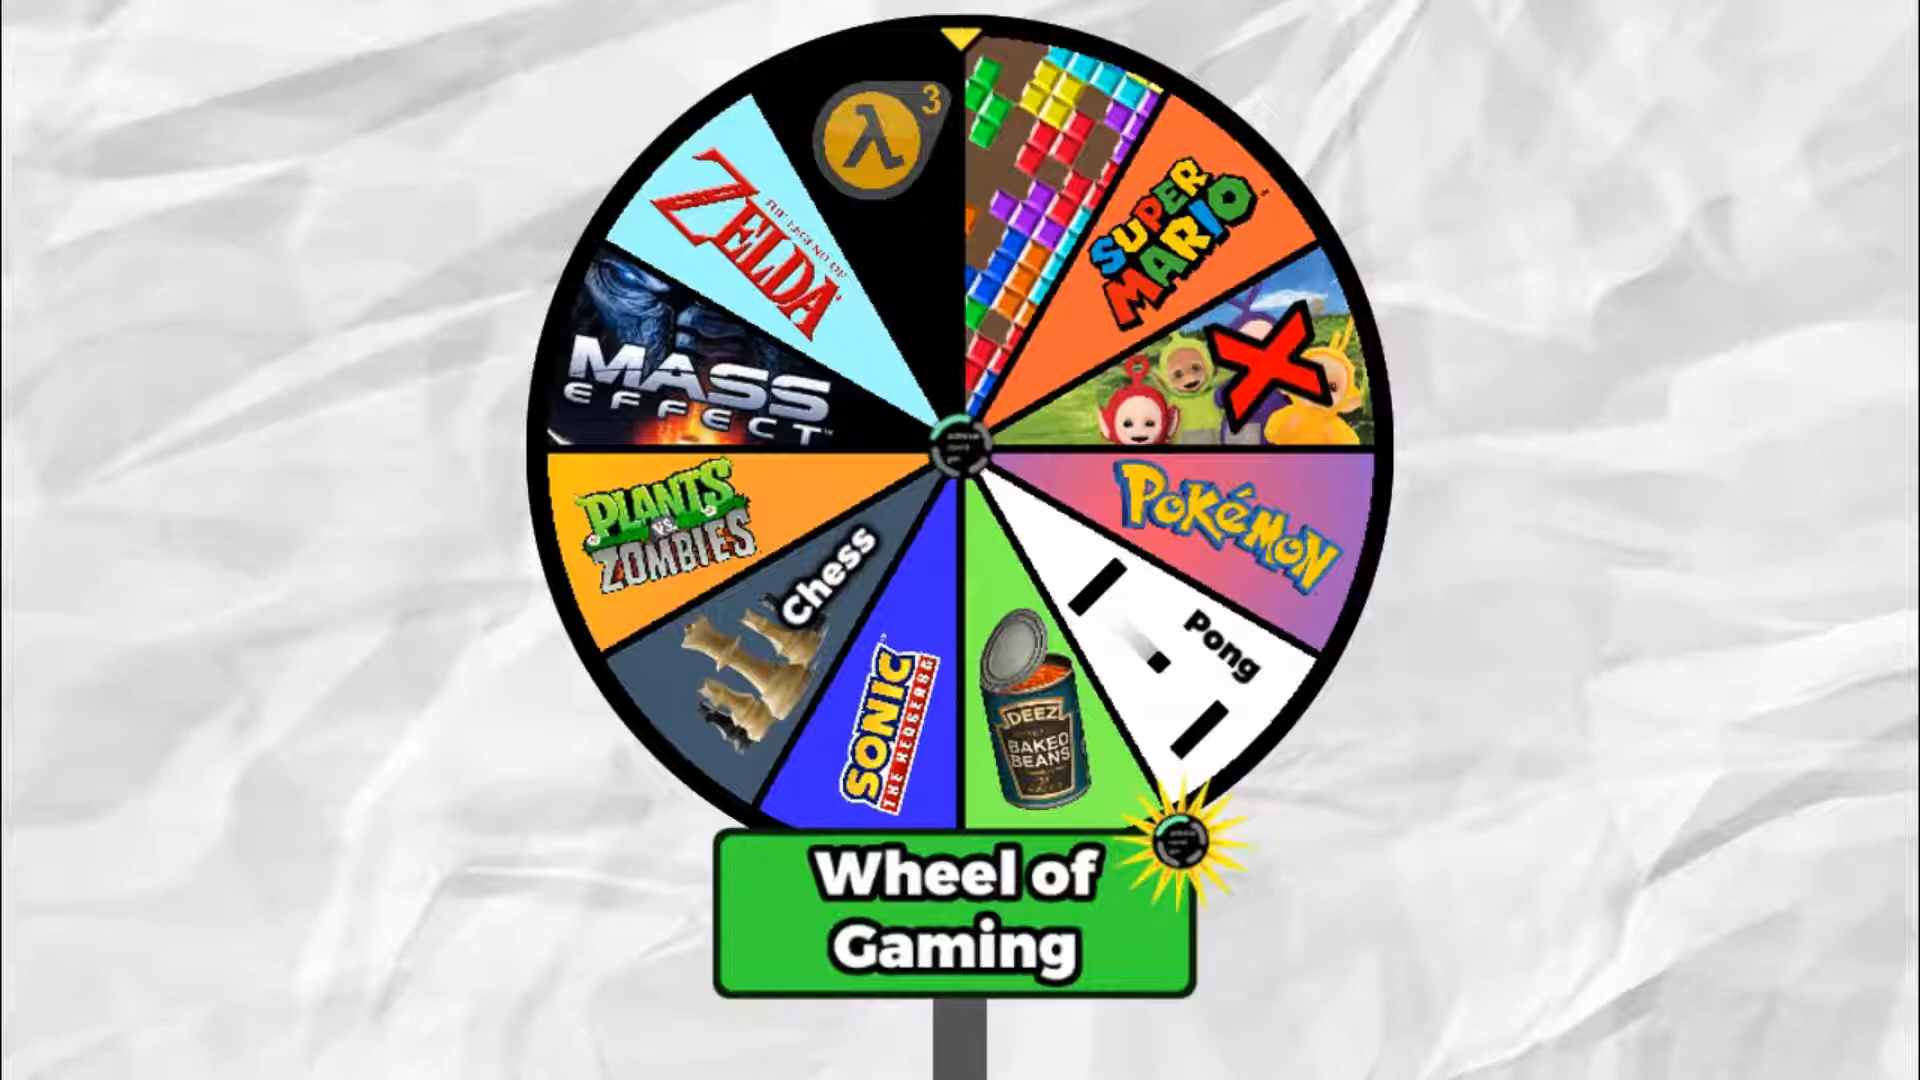 3
λ
THE LEGEND OF
ZELDA
SUPER
MARIO
MASS
EFFECT
PLANTS
VS.
ZOMBIES
POKéMON
Chess
Pong
SONIC
THE HEDGEHOG
DEEZ
BAKED
BEANS
Wheel of
Gaming